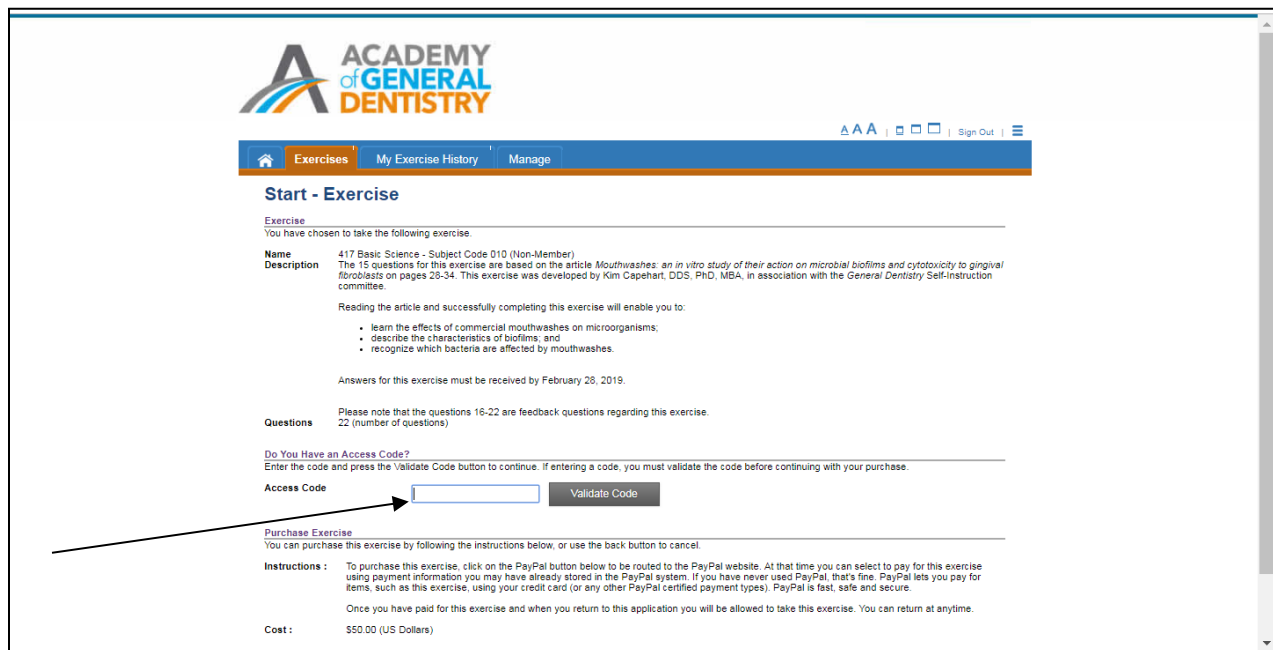 ACADEMY
of GENERAL
DENTISTRY
A A A | | Sign Out |
Exercises My Exercise History Manage
Start - Exercise
Exercise
You have chosen to take the following exercise.
Name 417 Basic Science - Subject Code 010 (Non-Member)
Description The 15 questions for this exercise are based on the article Mouthwashes: an in vitro study of their action on microbial biofilms and cytotoxicity to gingival
fibroblasts on pages 28-34. This exercise was developed by Kim Capehart, DDS, PhD, MBA, in association with the General Dentistry Self-Instruction
committee.
Reading the article and successfully completing this exercise will enable you to:
• learn the effects of commercial mouthwashes on microorganisms;
• describe the characteristics of biofilms; and
• recognize which bacteria are affected by mouthwashes.
Answers for this exercise must be received by February 28, 2019.
Please note that the questions 16-22 are feedback questions regarding this exercise.
Questions 22 (number of questions)
Do You Have an Access Code?
Enter the code and press the Validate Code button to continue. If entering a code, you must validate the code before continuing with your purchase.
Access Code Validate Code
Purchase Exercise
You can purchase this exercise by following the instructions below, or use the back button to cancel.
Instructions : To purchase this exercise, click on the PayPal button below to be routed to the PayPal website. At that time you can select to pay for this exercise
using payment information you may have already stored in the PayPal system. If you have never used PayPal, that's fine. PayPal lets you pay for
items, such as this exercise, using your credit card (or any other PayPal certified payment types). PayPal is fast, safe and secure.
Once you have paid for this exercise and when you return to this application you will be allowed to take this exercise. You can return at anytime.
Cost : $50.00 (US Dollars)